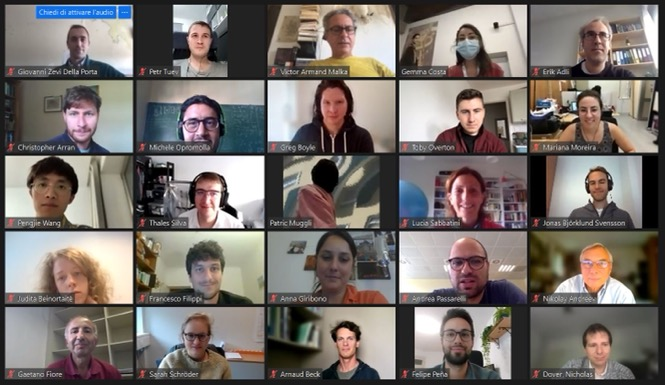 Chiedi di attivare l'audio
Giovanni Zevi Della Porta
Petr Tuev
Victor Armand Malka
Gemma Costa
Erik Adli
Christopher Arran
Michele Opromolla
Greg Boyle
Toby Overton
Mariana Moreira
Pengjie Wang
Thales Silva
Patric Muggli
Lucia Sabbatini
Jonas Björklund Svensson
Judita Beinortaitė
Francesco Filippi
Anna Giribono
Andrea Passarelli
Nikolay Andreev
Gaetano Fiore
Sarah Schröder
Arnaud Beck
Felipe Peña
Dover, Nicholas